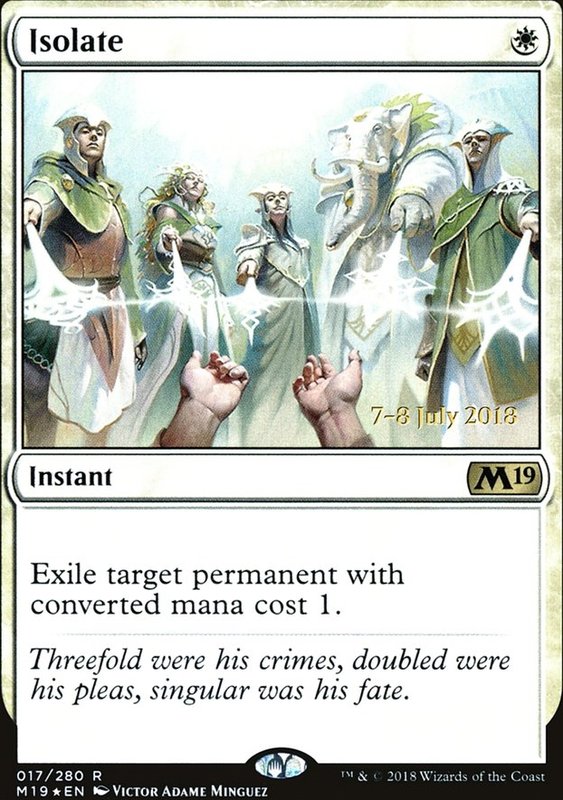 Isolate
7-8 July 2018
Instant
M19
Exile target permanent with
converted mana cost 1.
Threefold were his crimes, doubled were
his pleas, singular was his fate.
017/280 R
M19★EN Victor Adame Minguez
™ & © 2018 Wizards of the Coast